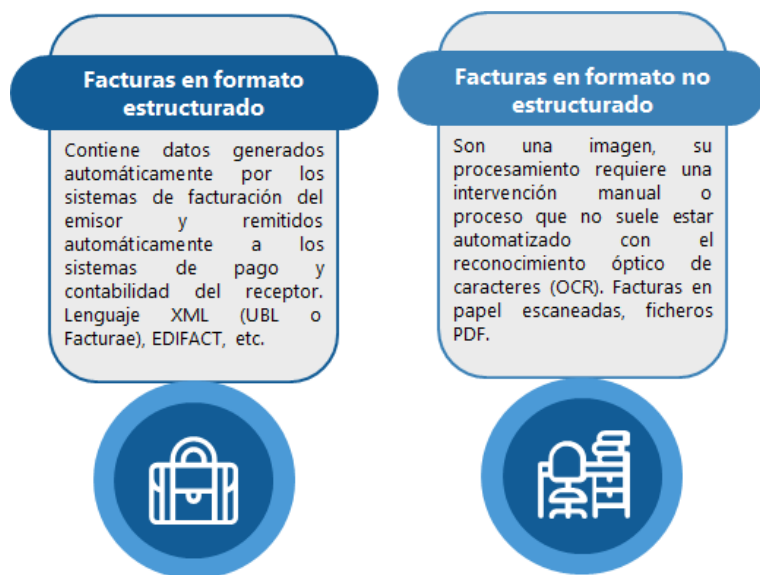 Facturas en formato
estructurado
Contiene datos generados
automáticamente por los
sistemas de facturación del
emisor y remitidos
automáticamente a los
sistemas de pago y
contabilidad del receptor.
Lenguaje XML (UBL o
Facturae), EDIFACT, etc.
Facturas en formato no
estructurado
Son una imagen, su
procesamiento requiere una
intervención manual o
proceso que no suele estar
automatizado con el
reconocimiento óptico de
caracteres (OCR). Facturas en
papel escaneadas, ficheros
PDF.